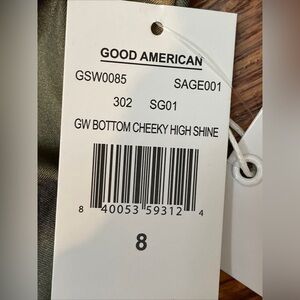 GOOD AMERICAN
GSW0085 SAGE001
302 SG01
GW BOTTOM CHEEKY HIGH SHINE
8 40053 59312 4
8